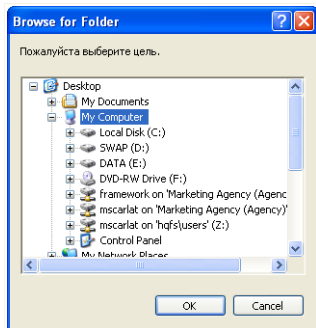 Browse for Folder
Пожалуйста выберите цель.
Desktop
My Documents
My Computer
Local Disk (C:)
SWAP (D:)
DATA (E:)
DVD-RW Drive (F:)
framework on 'Marketing Agency (Agenc
mscarlat on 'Marketing Agency (Agency)'
mscarlat on 'hqfs\users' (Z:)
Control Panel
My Network Places
OK Cancel